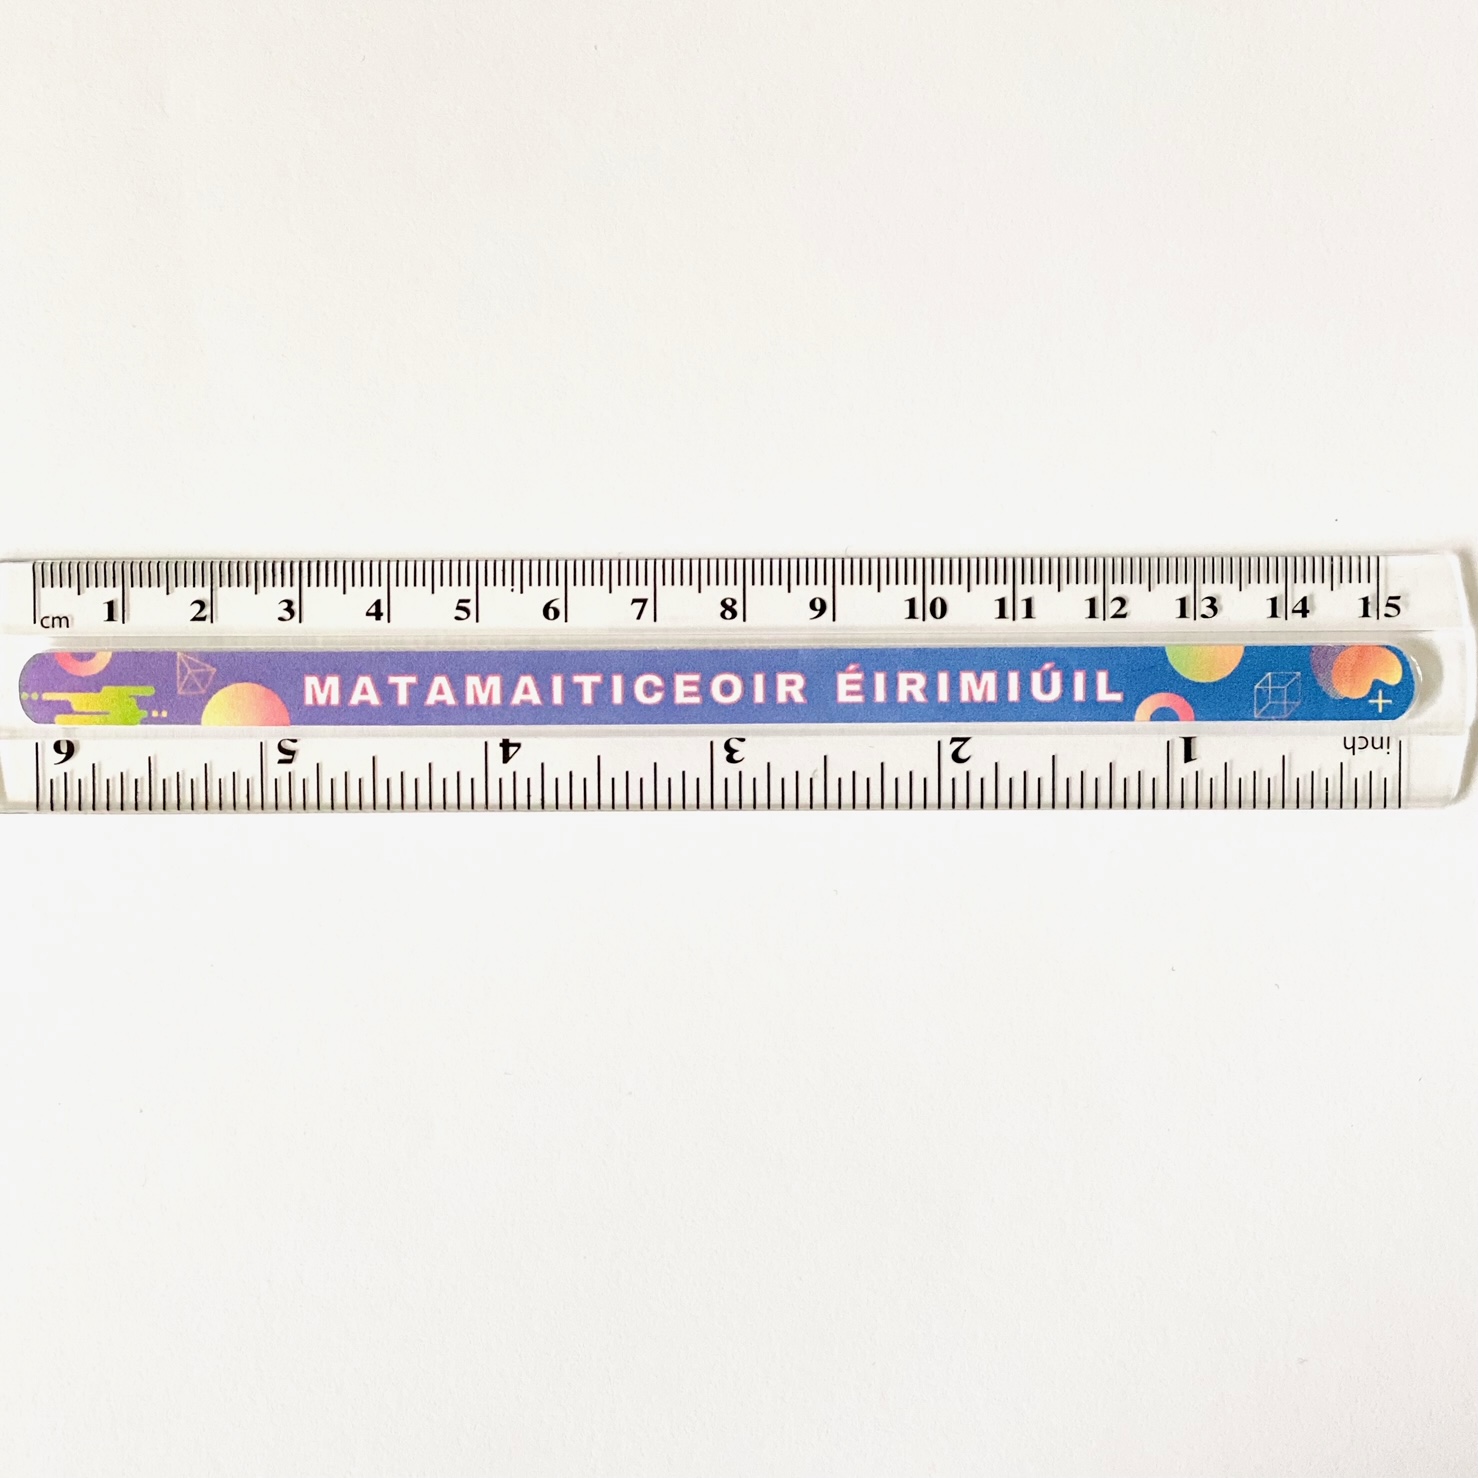 cm 1 2 3 4 5 6 7 8 9 10 11 12 13 14 15
MATAMAITICEOIR ÉIRIMIÚIL
6 5 4 3 2 1 inch